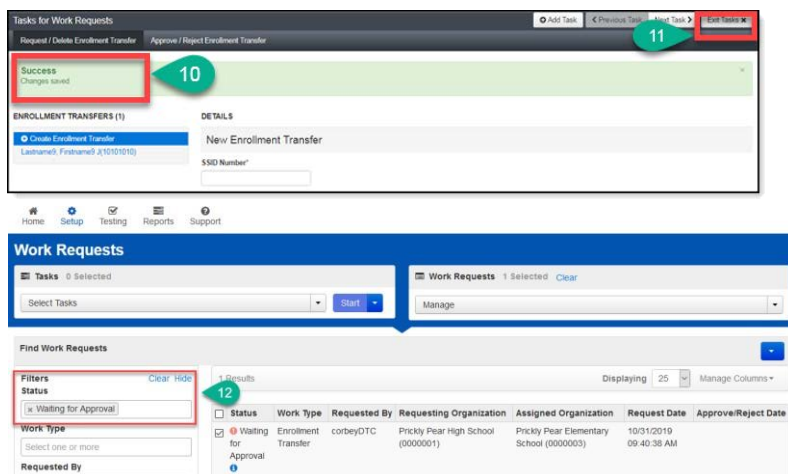 Tasks for Work Requests
Add Task
Previous Task
Next Task
Exit Tasks ×
Request / Delete Enrollment Transfer
Approve / Reject Enrollment Transfer
11
Success
Changes saved
×
10
ENROLLMENT TRANSFERS (1)
DETAILS
Create Enrollment Transfer
New Enrollment Transfer
Lastname9, Firstname9 J(10101010)
SSID Number*
Home Setup Testing Reports Support
Work Requests
Tasks 0 Selected
Work Requests 1 Selected Clear
Select Tasks
Start
Manage
Find Work Requests
Filters Clear Hide
1 Results
Displaying 25 Manage Columns
Status
12
× Waiting for Approval
Status Work Type Requested By Requesting Organization Assigned Organization Request Date Approve/Reject Date
Work Type
Waiting for Approval
Enrollment Transfer
corbeyDTC
Prickly Pear High School (0000001)
Prickly Pear Elementary School (0000003)
10/31/2019 09:40:38 AM
Select one or more
Requested By